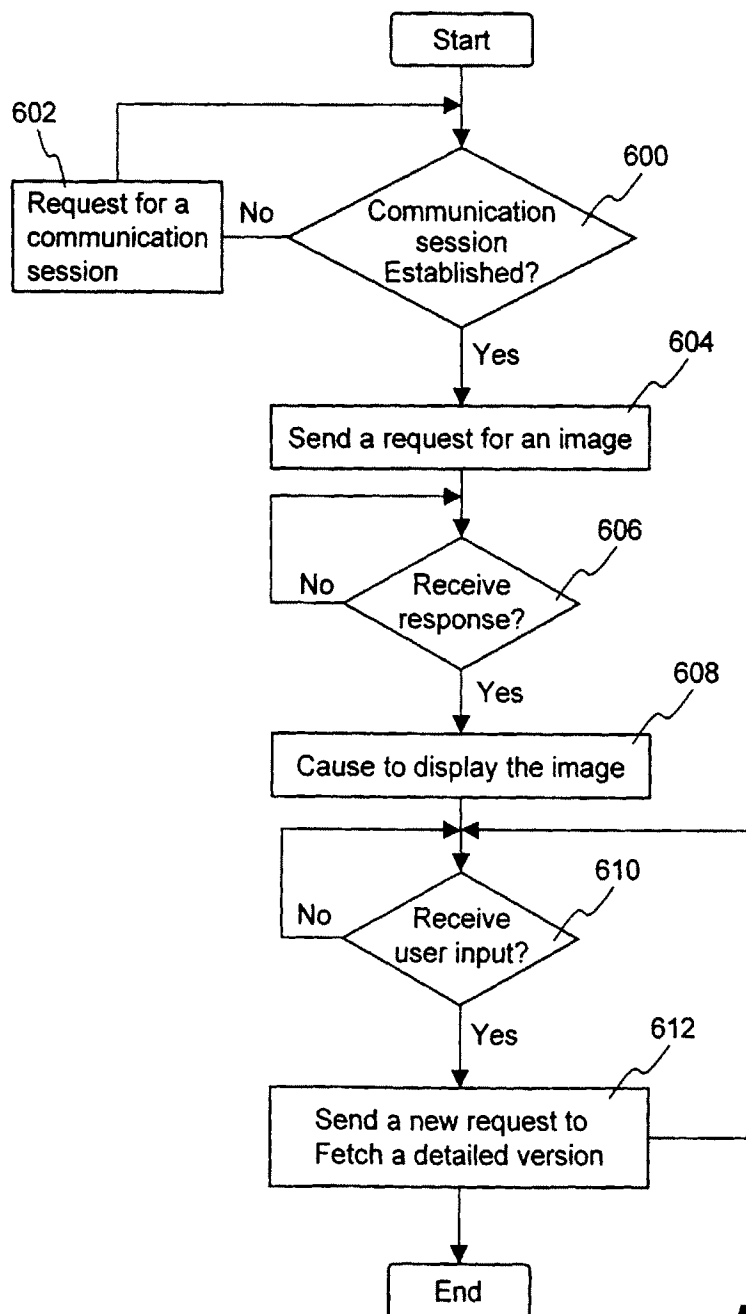 Start
602
600
Request for a
communication
session
No
Communication
session
Established?
Yes
604
Send a request for an image
606
No
Receive
response?
Yes
608
Cause to display the image
610
No
Receive
user input?
Yes
612
Send a new request to
Fetch a detailed version
End